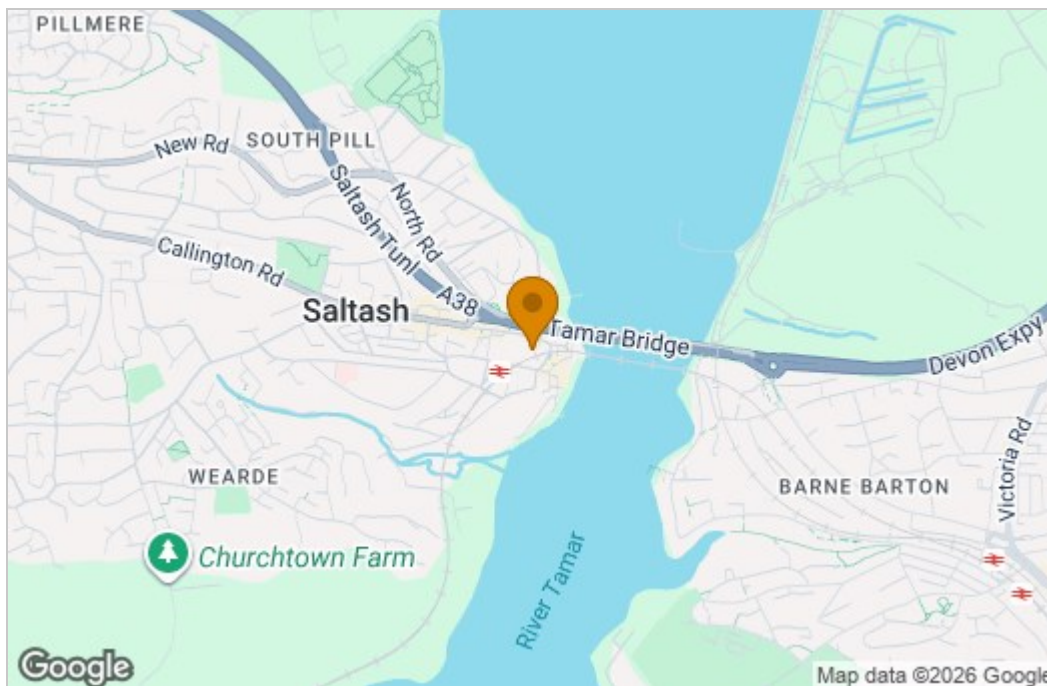 PILLMERE
SOUTH PILL
New Rd
Saltash Tunl
North Rd
Callington Rd
A38
Saltash
Tamar Bridge
Devon Expy
Victoria Rd
WEARDE
BARNE BARTON
Churchtown Farm
River Tamar
Google
Map data ©2026 Google